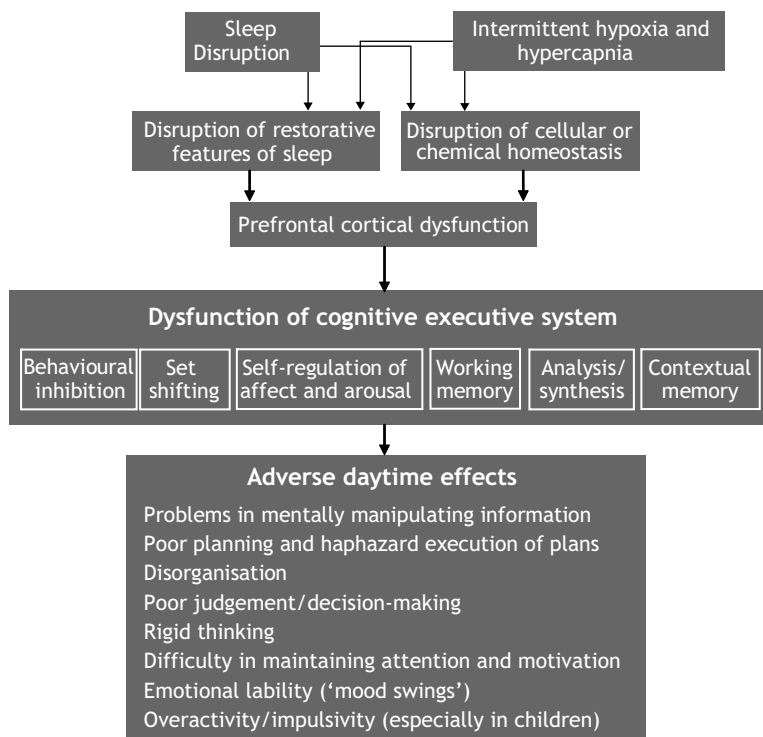 Sleep
Disruption
Intermittent hypoxia and
hypercapnia
Disruption of restorative
features of sleep
Disruption of cellular or
chemical homeostasis
Prefrontal cortical dysfunction
Dysfunction of cognitive executive system
Behavioural
inhibition
Set
shifting
Self-regulation of
affect and arousal
Working
memory
Analysis/
synthesis
Contextual
memory
Adverse daytime effects
Problems in mentally manipulating information
Poor planning and haphazard execution of plans
Disorganisation
Poor judgement/decision-making
Rigid thinking
Difficulty in maintaining attention and motivation
Emotional lability (‘mood swings’)
Overactivity/impulsivity (especially in children)